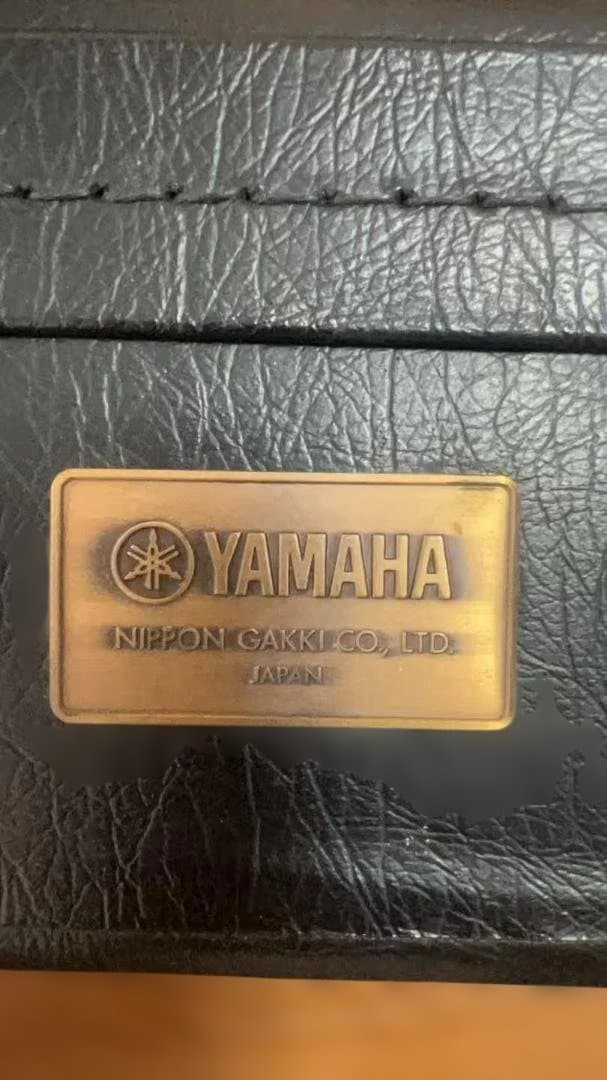 YAMAHA
NIPPON GAKKI CO., LTD.
JAPAN